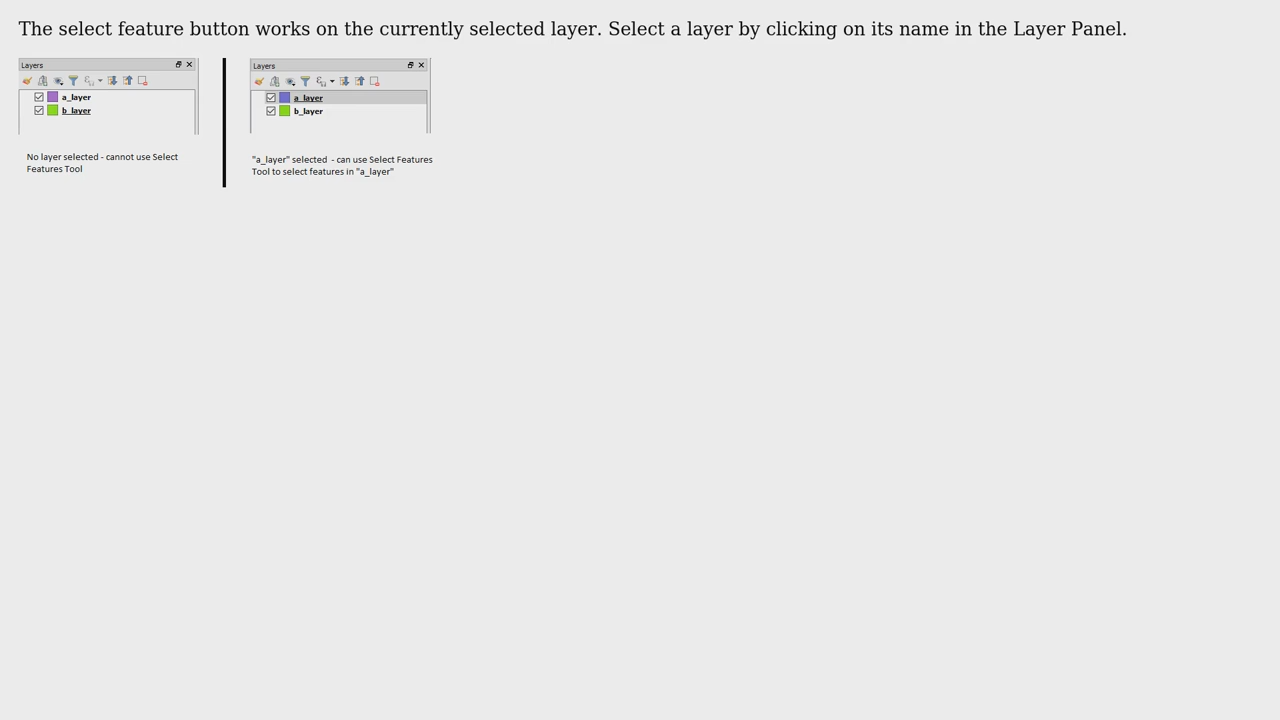 The select feature button works on the currently selected layer. Select a layer by clicking on its name in the Layer Panel.
Layers
a_layer
b_layer
No layer selected - cannot use Select
Features Tool
Layers
a_layer
b_layer
"a_layer" selected - can use Select Features
Tool to select features in "a_layer"